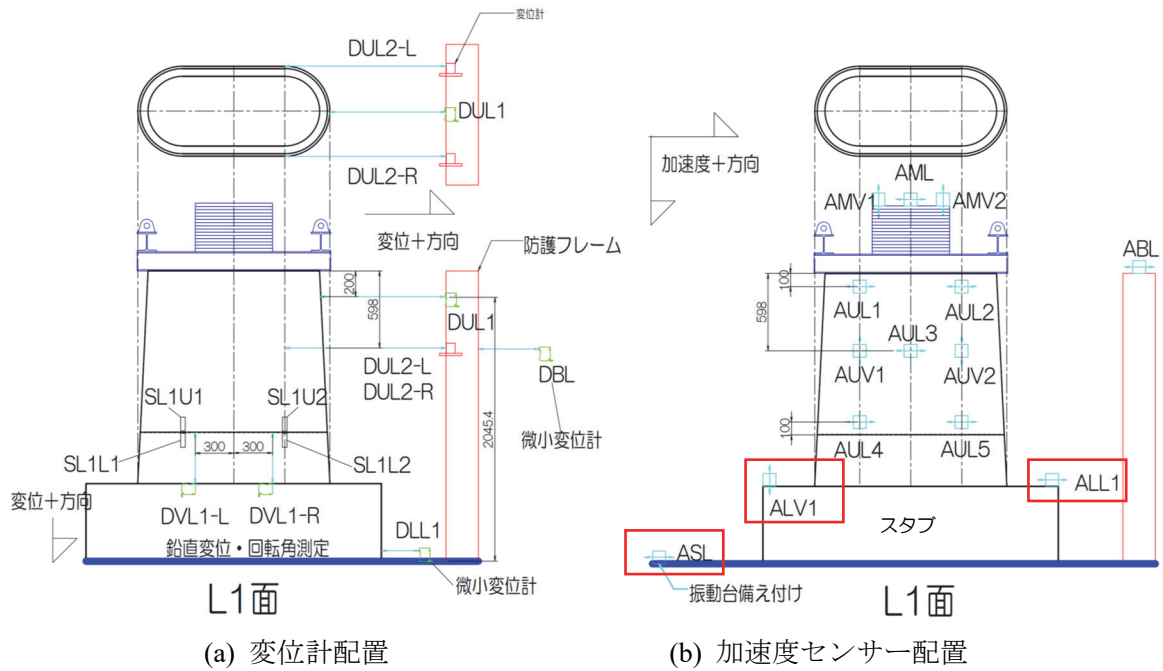 変位計
DUL2-L
DUL1
DUL2-R
変位+方向
防護フレーム
200
598
DUL1
DUL2-L
DUL2-R
DBL
微小変位計
2045.4
SL1U1
SL1U2
300
300
SL1L1
SL1L2
変位+方向
DVL1-L
DVL1-R
鉛直変位・回転角測定
DLL1
微小変位計
L1面
(a) 変位計配置
加速度+方向
AML
AMV1
AMV2
ABL
100
598
AUL1
AUL2
AUL3
AUV1
AUV2
100
AUL4
AUL5
ALV1
ALL1
スタブ
ASL
振動台備え付け
L1面
(b) 加速度センサー配置